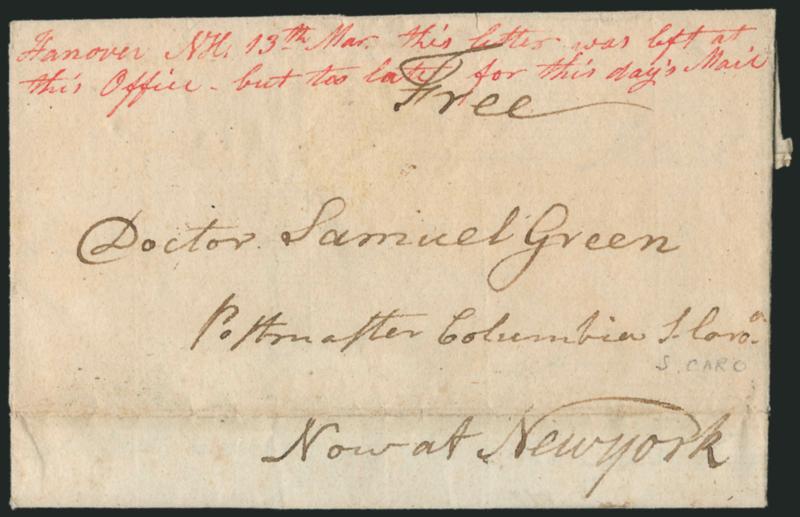 Hanover NH. 13th Mar. this letter was left at
this Office - but too late for this day's Mail
Free
Doctor Samuel Green
Postmaster Columbia S. Caroa.
S. CARO
Now at Newyork